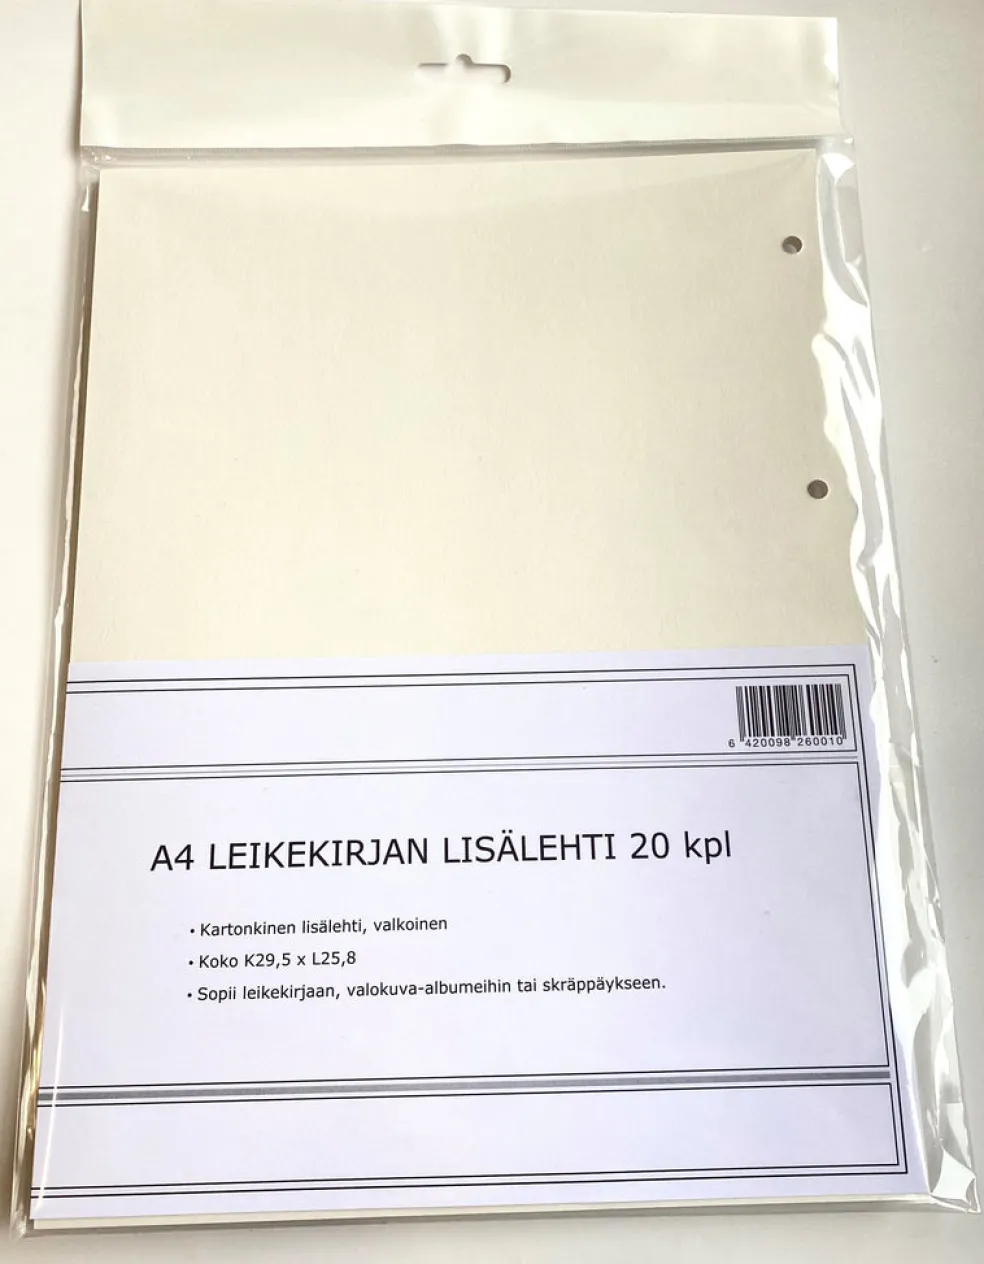 6 420098 260010
A4 LEIKEKIRJAN LISÄLEHTI 20 kpl
• Kartonkinen lisälehti, valkoinen
• Koko K29,5 x L25,8
• Sopii leikekirjaan, valokuva-albumeihin tai skräppäykseen.